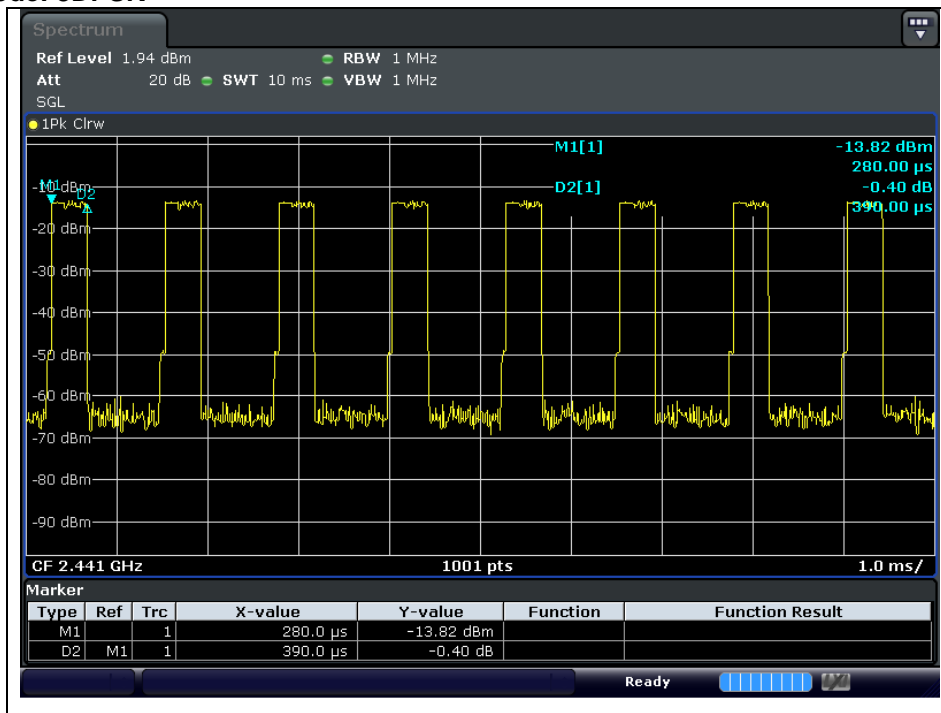 Spectrum
Ref Level 1.94 dBm RBW 1 MHz
Att 20 dB SWT 10 ms VBW 1 MHz
SGL
1Pk Clrw
M1[1] -13.82 dBm
280.00 µs
D2[1] -0.40 dB
390.00 µs
M1
D2
-10 dBm
-20 dBm
-30 dBm
-40 dBm
-50 dBm
-60 dBm
-70 dBm
-80 dBm
-90 dBm
CF 2.441 GHz 1001 pts 1.0 ms/
Marker
Type Ref Trc X-value Y-value Function Function Result
M1 1 280.0 µs -13.82 dBm
D2 M1 1 390.0 µs -0.40 dB
Ready